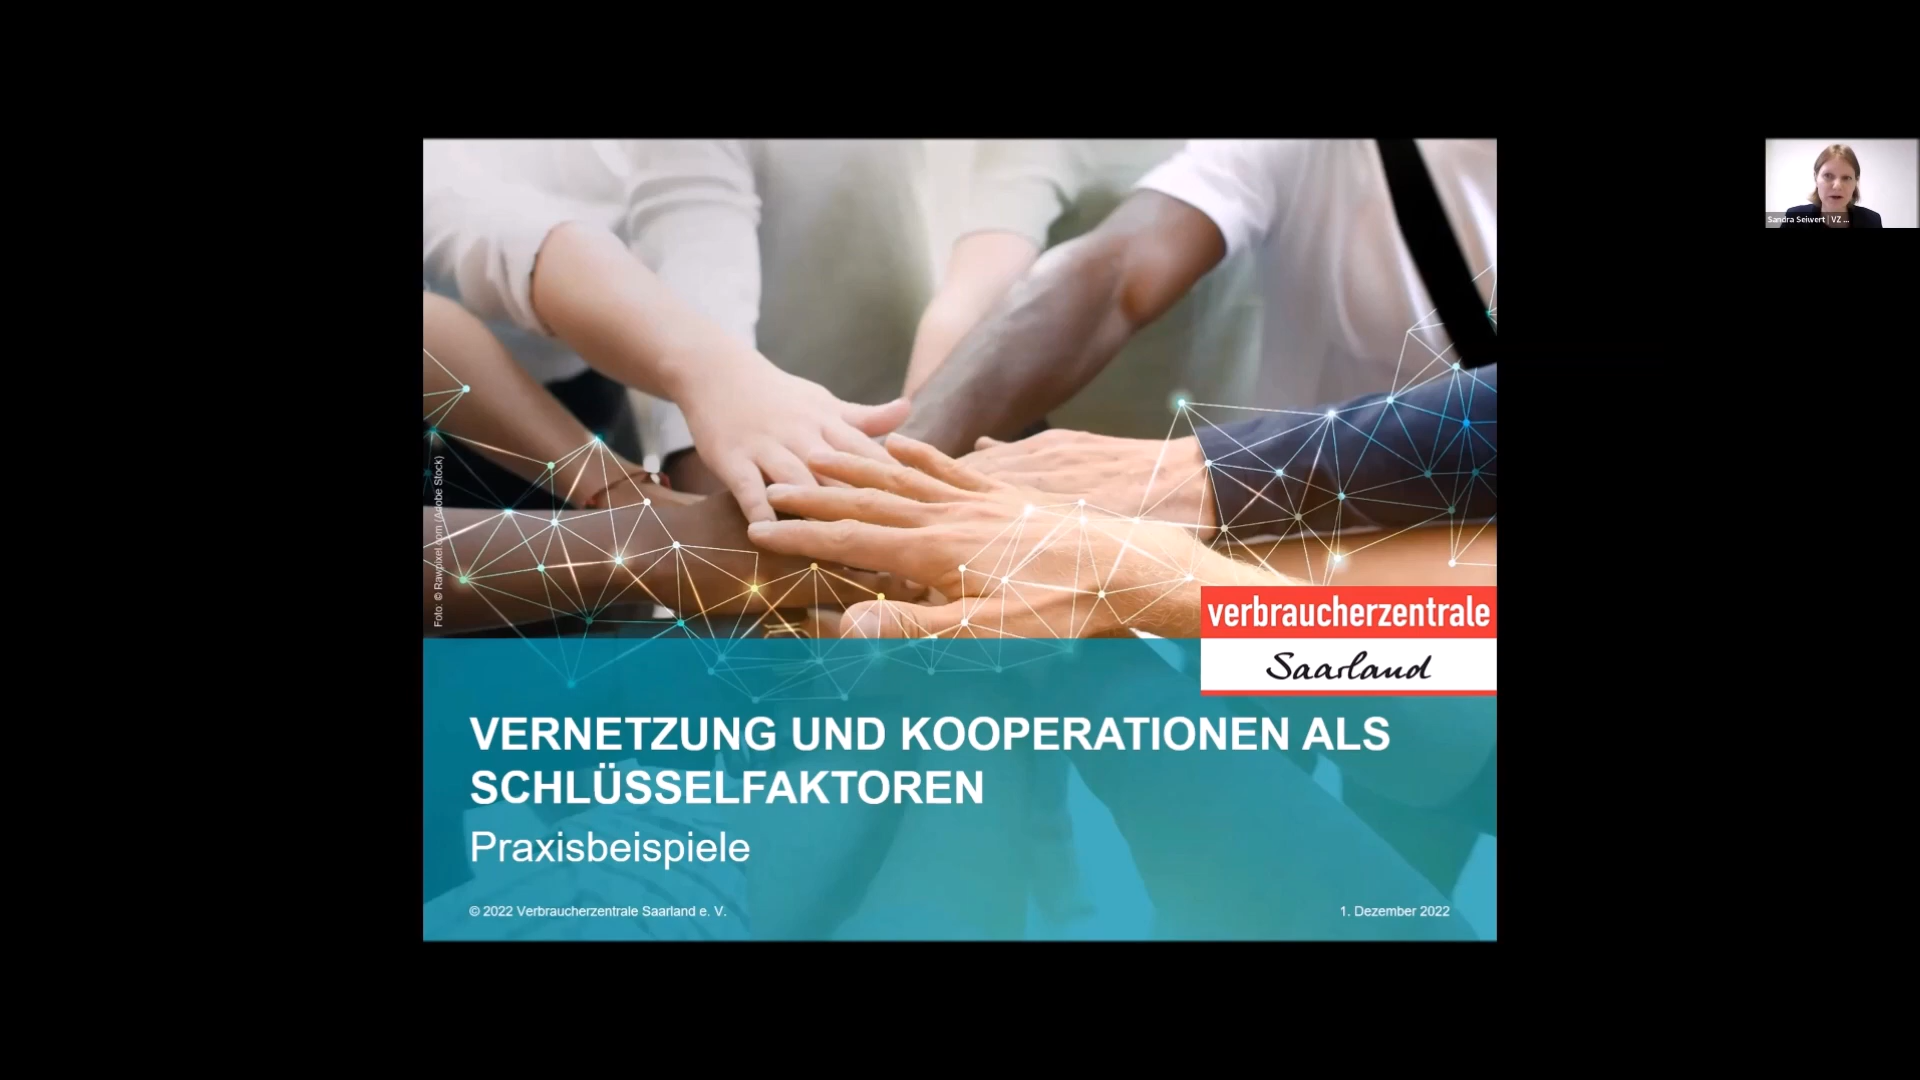 Sandra Seiwert | VZ ...
Foto: © Rawpixel.com (Adobe Stock)
verbraucherzentrale
Saarland
VERNETZUNG UND KOOPERATIONEN ALS
SCHLÜSSELFAKTOREN
Praxisbeispiele
© 2022 Verbraucherzentrale Saarland e. V.
1. Dezember 2022